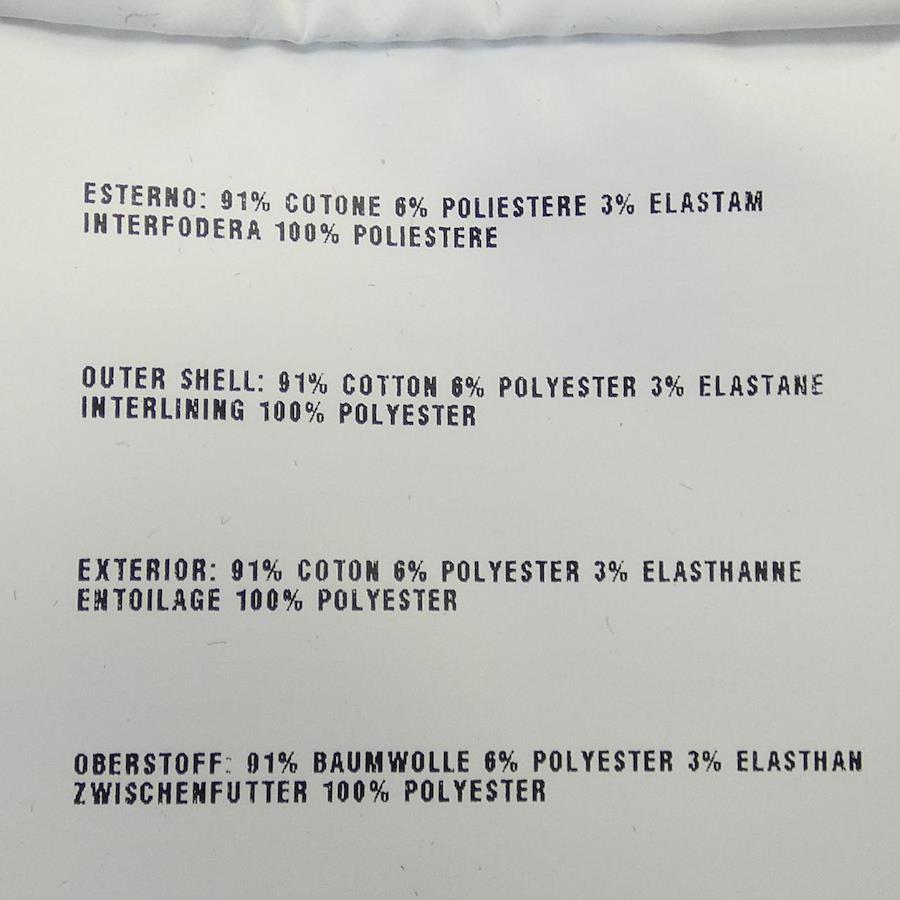 ESTERNO: 91% COTONE 6% POLIESTERE 3% ELASTAM
INTERFODERA 100% POLIESTERE
OUTER SHELL: 91% COTTON 6% POLYESTER 3% ELASTANE
INTERLINING 100% POLYESTER
EXTERIOR: 91% COTON 6% POLYESTER 3% ELASTHANNE
ENTOILAGE 100% POLYESTER
OBERSTOFF: 91% BAUMWOLLE 6% POLYESTER 3% ELASTHAN
ZWISCHENFUTTER 100% POLYESTER